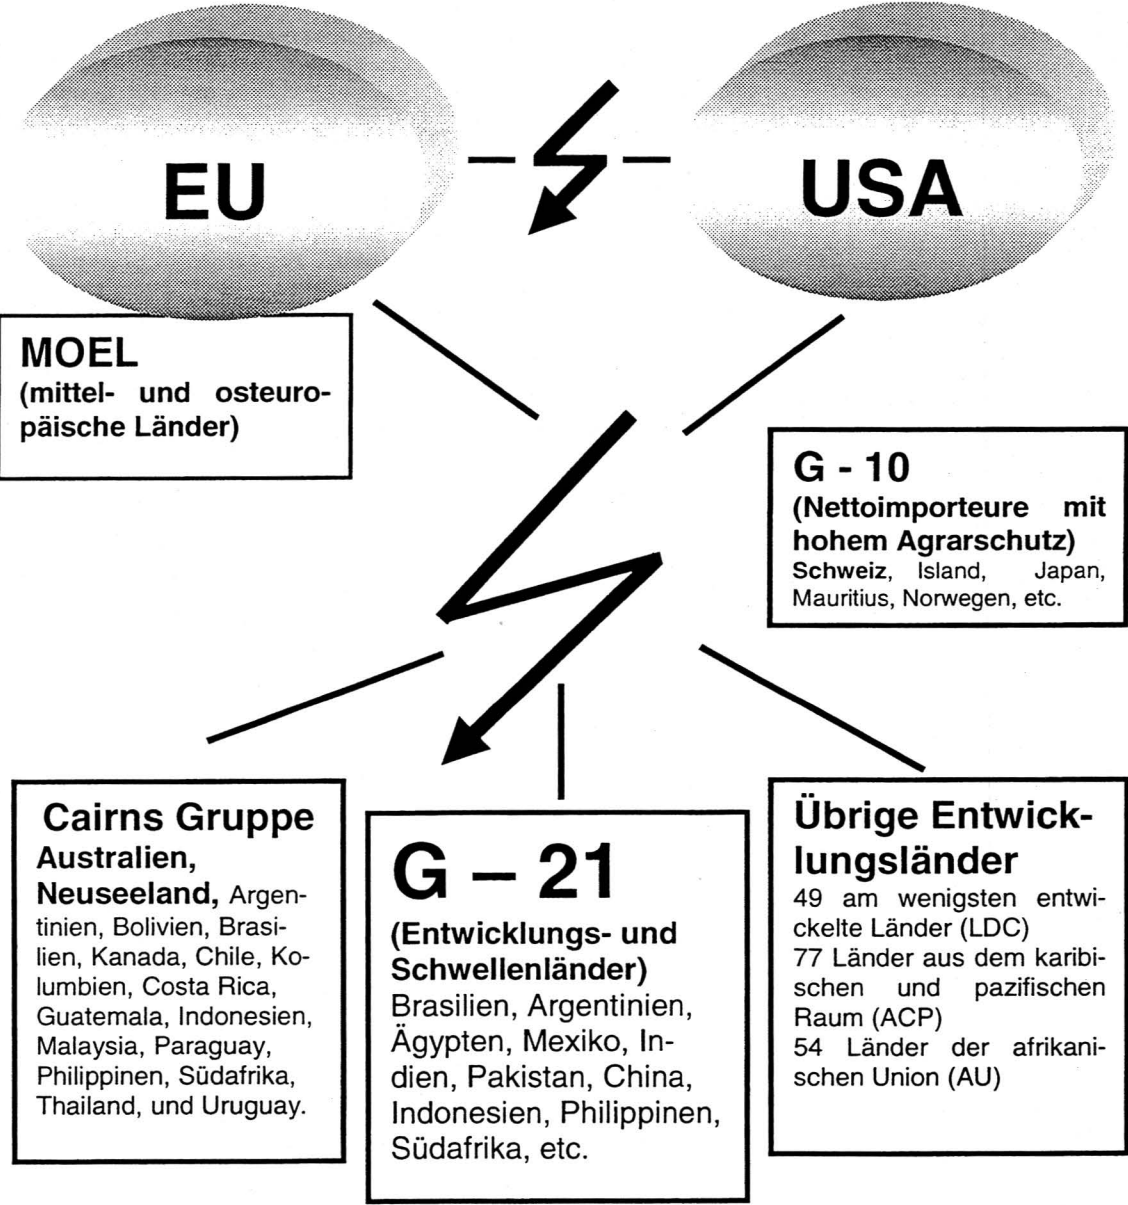 EU
USA
MOEL
(mittel- und osteuro-
päische Länder)
G - 10
(Nettoimporteure mit
hohem Agrarschutz)
Schweiz, Island, Japan,
Mauritius, Norwegen, etc.
Cairns Gruppe
Australien,
Neuseeland, Argen-
tinien, Bolivien, Brasi-
lien, Kanada, Chile, Ko-
lumbien, Costa Rica,
Guatemala, Indonesien,
Malaysia, Paraguay,
Philippinen, Südafrika,
Thailand, und Uruguay.
G – 21
(Entwicklungs- und
Schwellenländer)
Brasilien, Argentinien,
Ägypten, Mexiko, In-
dien, Pakistan, China,
Indonesien, Philippinen,
Südafrika, etc.
Übrige Entwick-
lungsländer
49 am wenigsten entwi-
ckelte Länder (LDC)
77 Länder aus dem karibi-
schen und pazifischen
Raum (ACP)
54 Länder der afrikani-
schen Union (AU)